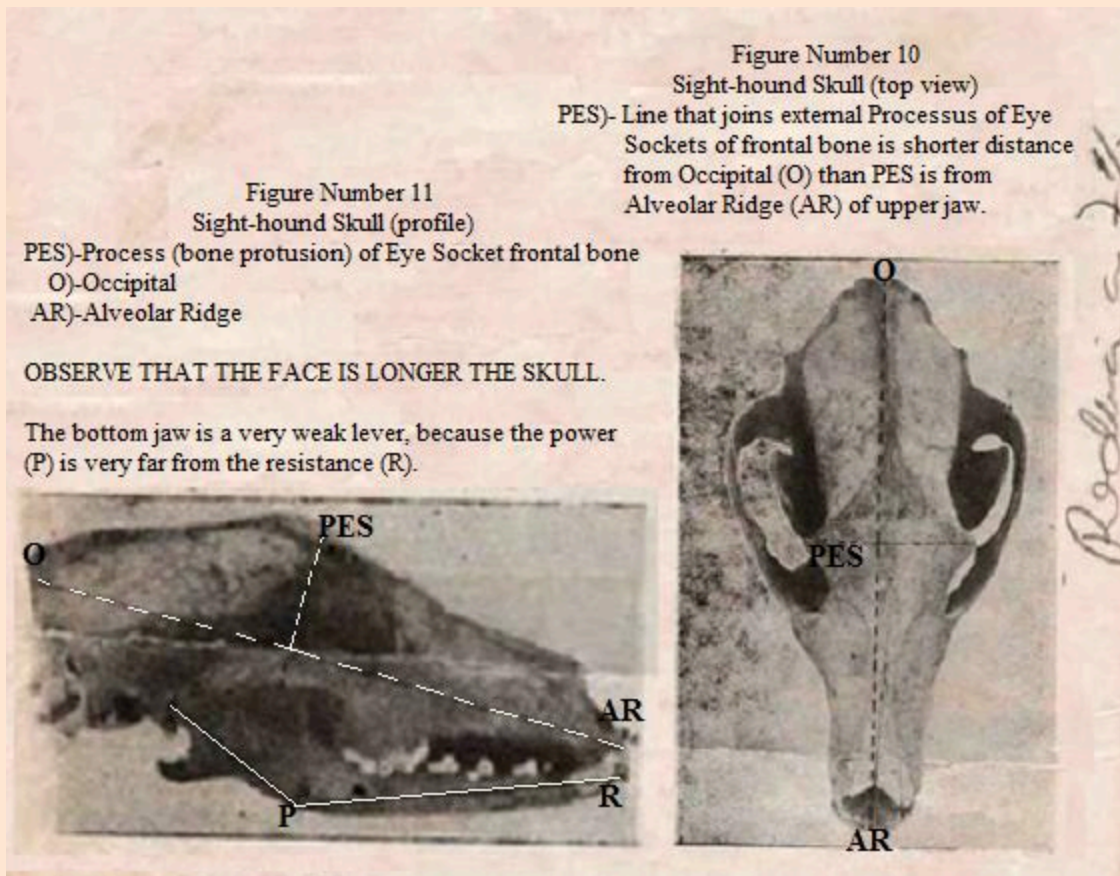 Figure Number 10
Sight-hound Skull (top view)
PES)- Line that joins external Processus of Eye
Sockets of frontal bone is shorter distance
from Occipital (O) than PES is from
Alveolar Ridge (AR) of upper jaw.
Figure Number 11
Sight-hound Skull (profile)
PES)-Process (bone protusion) of Eye Socket frontal bone
O)-Occipital
AR)-Alveolar Ridge
OBSERVE THAT THE FACE IS LONGER THE SKULL.
The bottom jaw is a very weak lever, because the power
(P) is very far from the resistance (R).
O
PES
AR
R
P
O
PES
AR